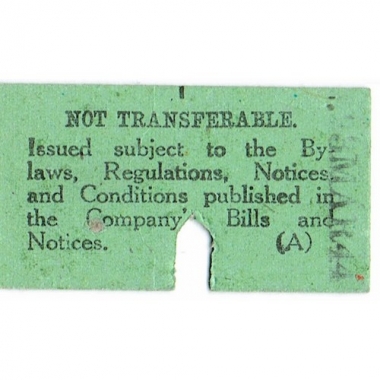 NOT TRANSFERABLE.
Issued subject to the By-
laws, Regulations, Notices,
and Conditions published in
the Company's Bills and
Notices. (A)